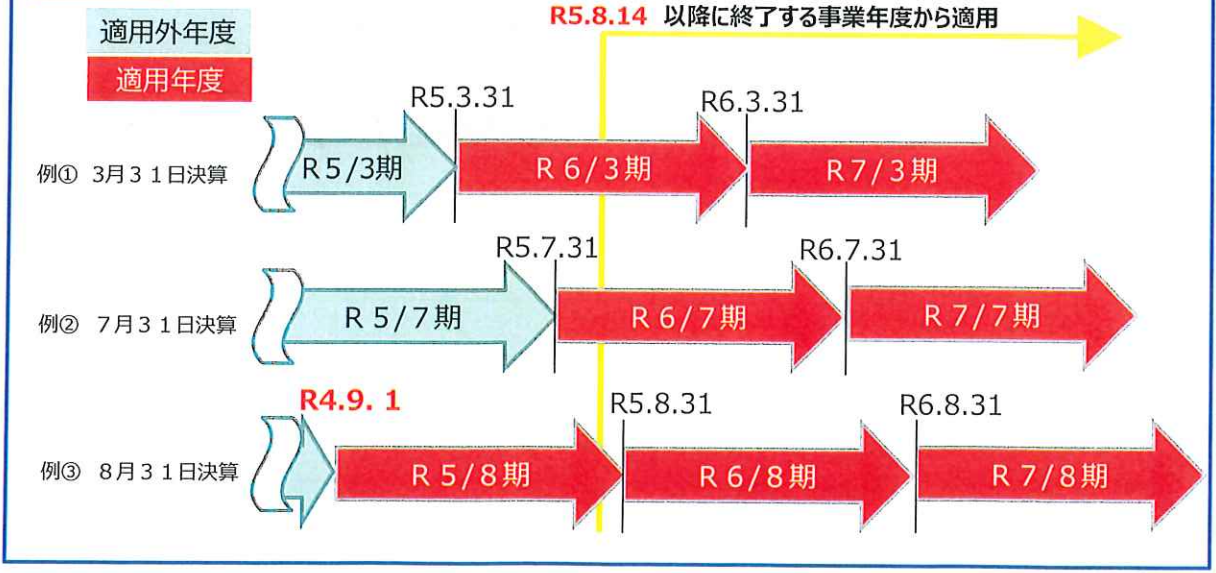 R5.8.14 以降に終了する事業年度から適用
適用外年度
適用年度
R5.3.31
R6.3.31
例① 3月31日決算
R5/3期
R6/3期
R7/3期
R5.7.31
R6.7.31
例② 7月31日決算
R5/7期
R6/7期
R7/7期
R4.9.1
R5.8.31
R6.8.31
例③ 8月31日決算
R5/8期
R6/8期
R7/8期